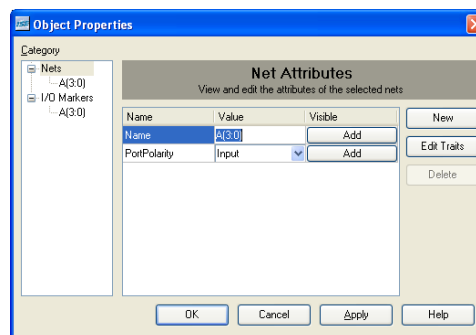 Object Properties
Category
Nets
A(3:0)
I/O Markers
A(3:0)
Net Attributes
View and edit the attributes of the selected nets
Name Value Visible
Name A(3:0) Add
PortPolarity Input Add
New
Edit Traits
Delete
OK Cancel Apply Help